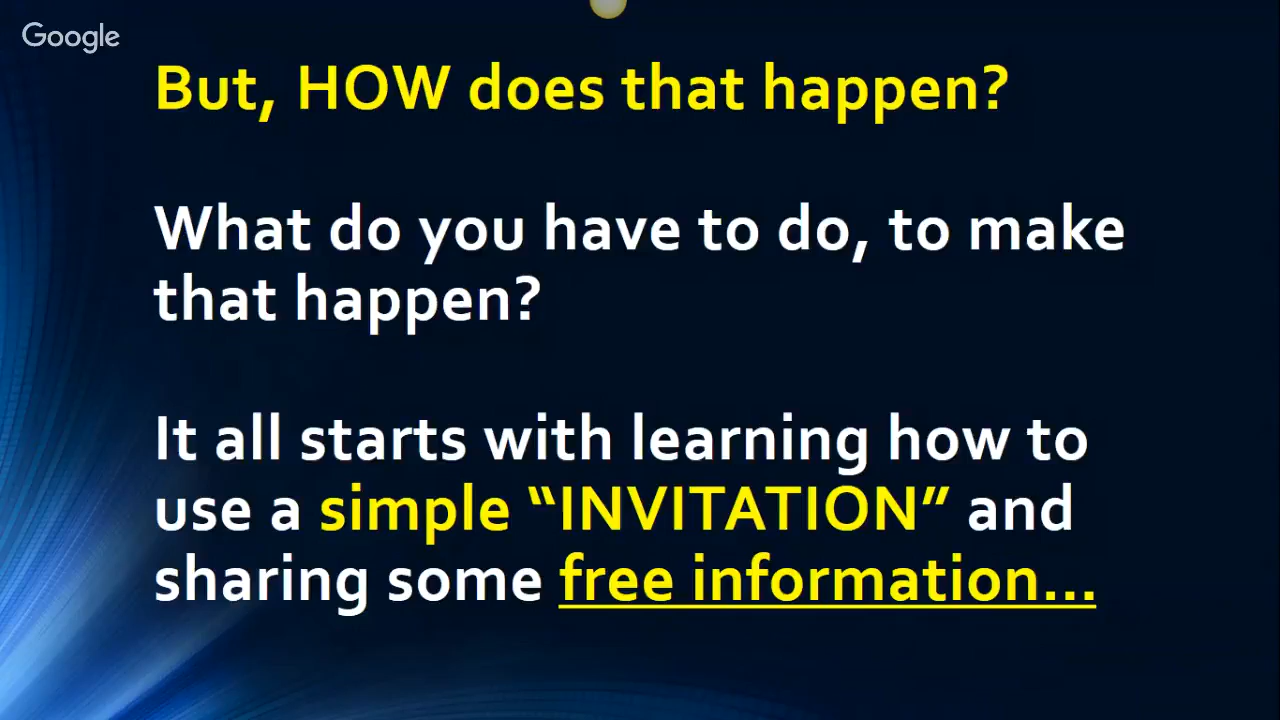 Google
But, HOW does that happen?
What do you have to do, to make
that happen?
It all starts with learning how to
use a simple “INVITATION” and
sharing some free information...